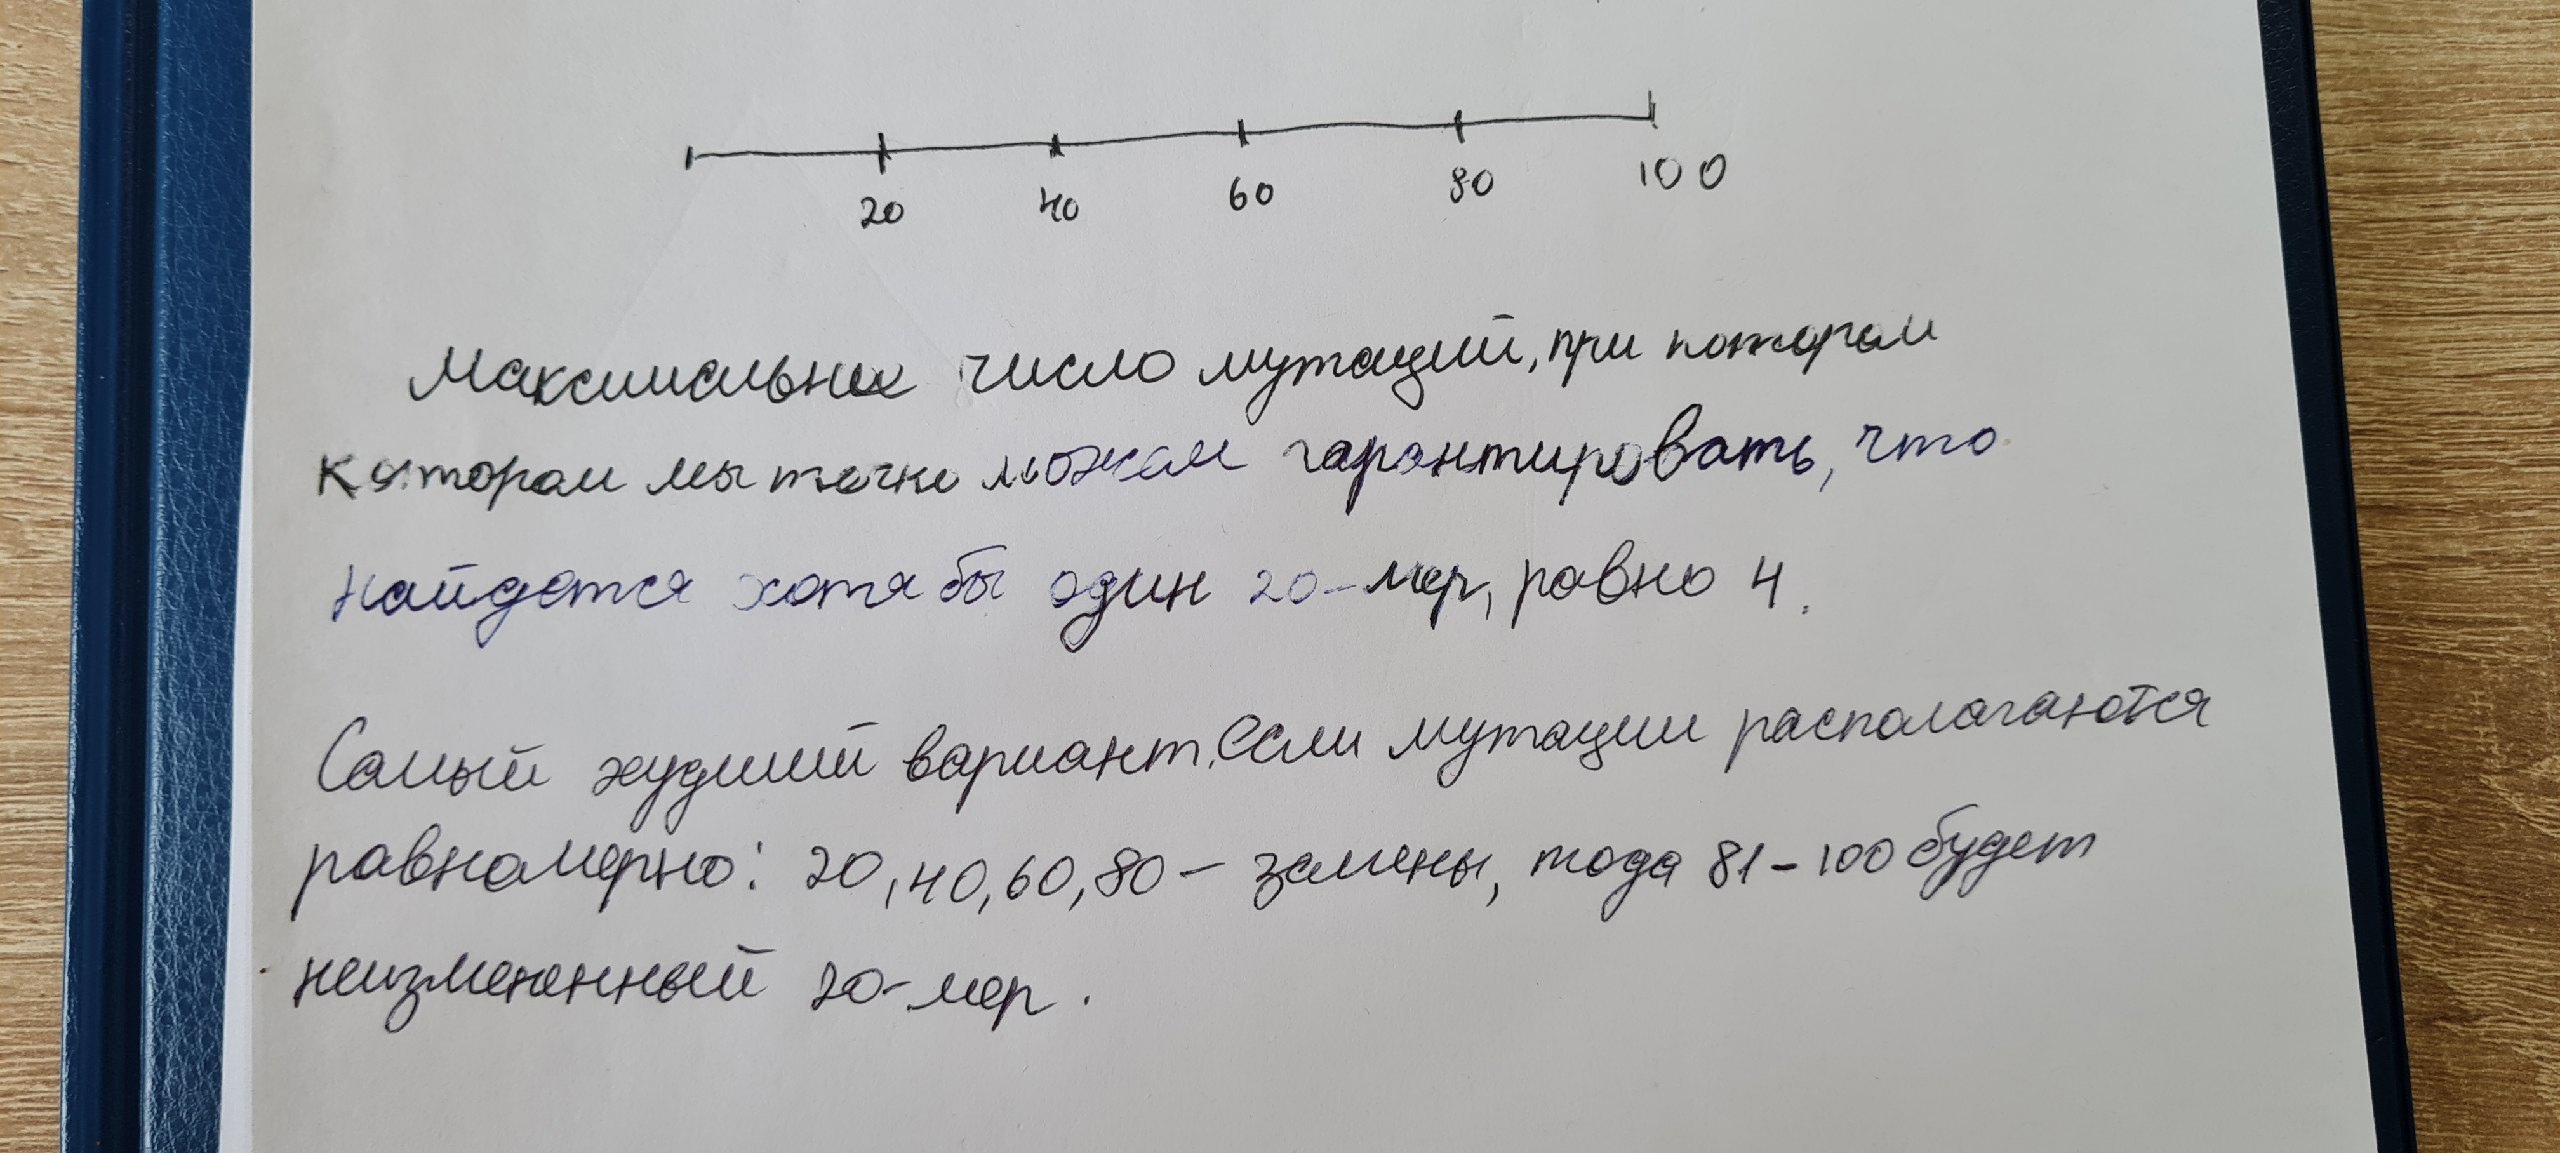 20 40 60 80 100
Максимальное число мутаций, при котором
котором мы точно можем гарантировать, что
найдется хотя бы один 20-мер, равно 4.
Самый худший вариант, если мутации располагаются
равномерно: 20, 40, 60, 80 - замены, тода 81-100 будет
неизмененный 20-мер.